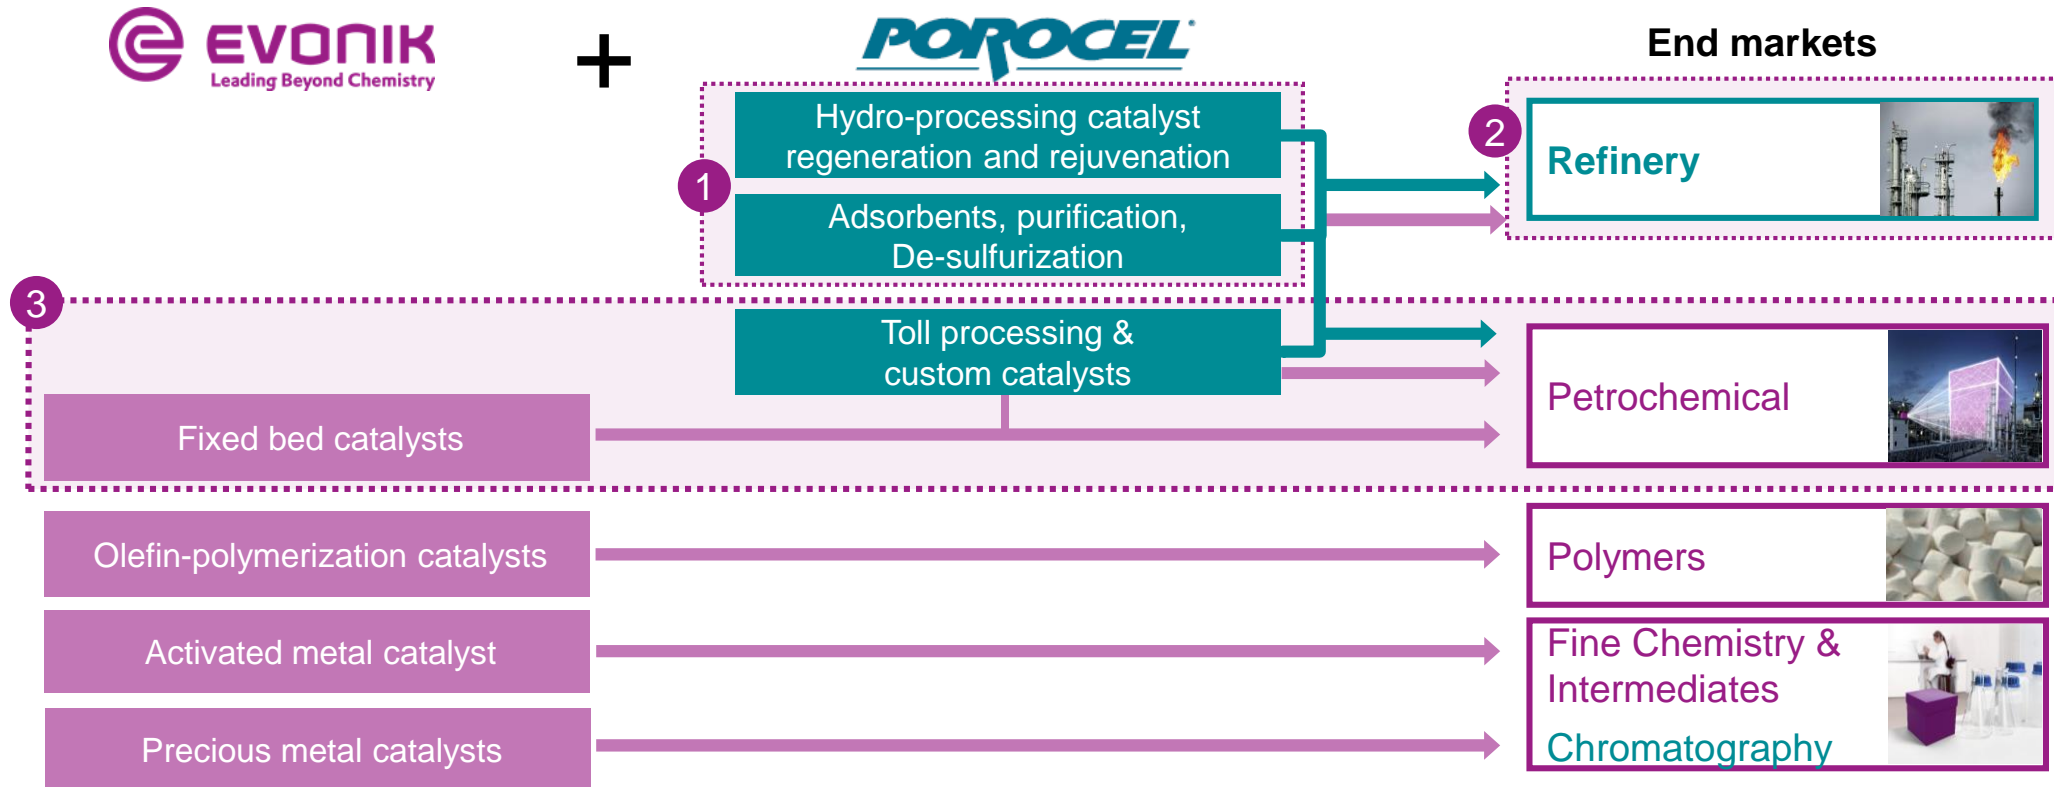 EVONIK
Leading Beyond Chemistry
+
POROCEL®
End markets
1
Hydro-processing catalyst
regeneration and rejuvenation
Adsorbents, purification,
De-sulfurization
2
Refinery
3
Toll processing &
custom catalysts
Fixed bed catalysts
Petrochemical
Olefin-polymerization catalysts
Polymers
Activated metal catalyst
Fine Chemistry &
Intermediates
Precious metal catalysts
Chromatography